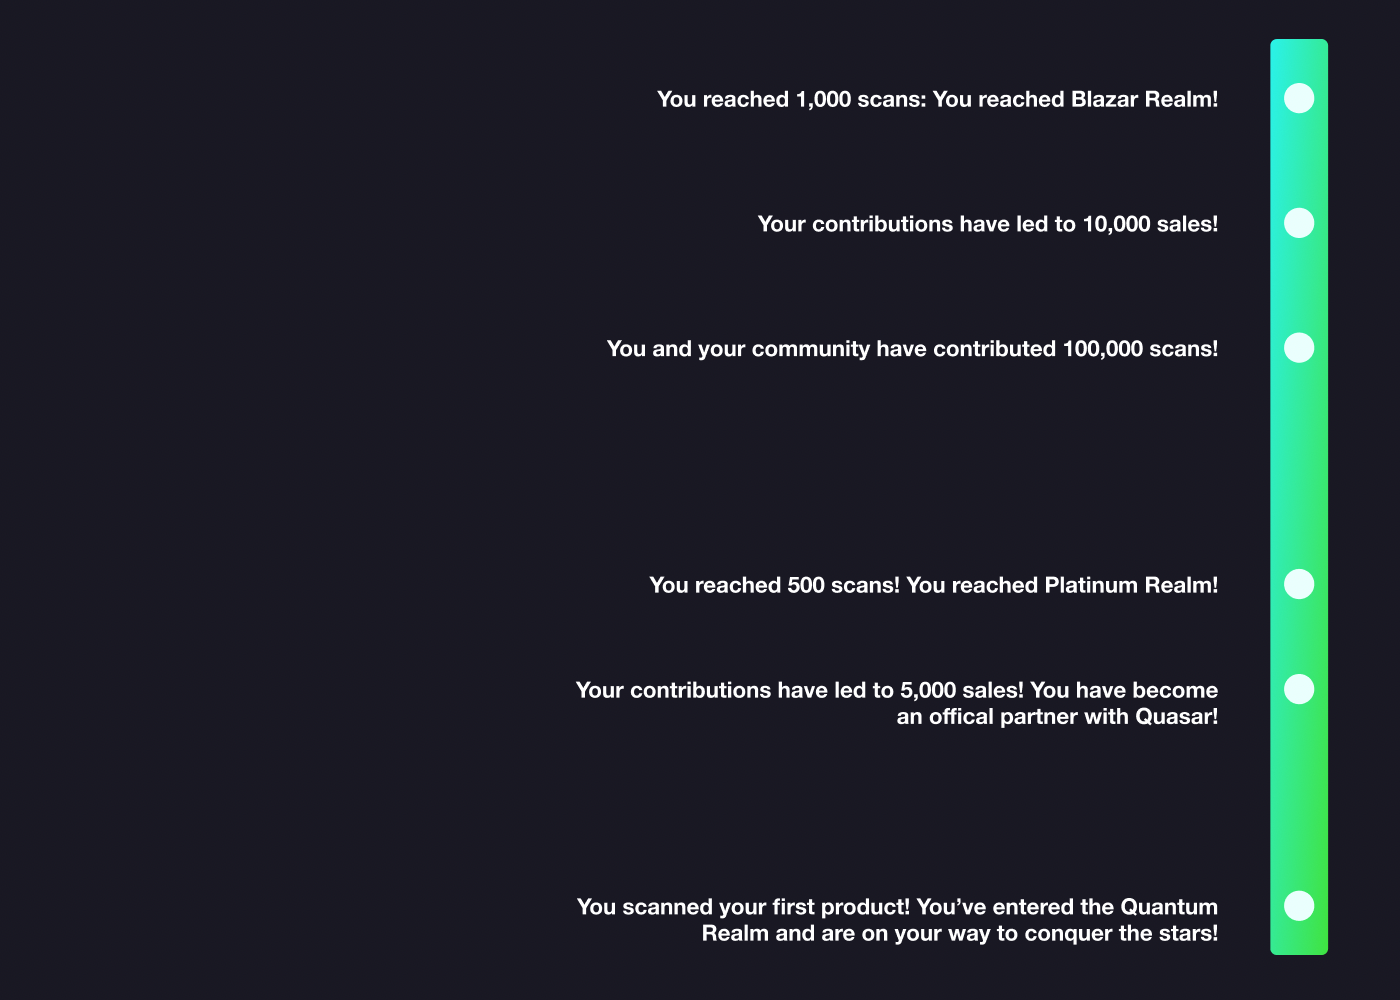 You reached 1,000 scans: You reached Blazar Realm!
Your contributions have led to 10,000 sales!
You and your community have contributed 100,000 scans!
You reached 500 scans! You reached Platinum Realm!
Your contributions have led to 5,000 sales! You have become
an offical partner with Quasar!
You scanned your first product! You’ve entered the Quantum
Realm and are on your way to conquer the stars!